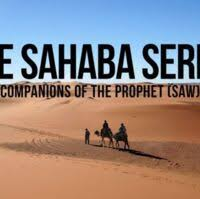 E SAHABA SERI
COMPANIONS OF THE PROPHET (SAW)